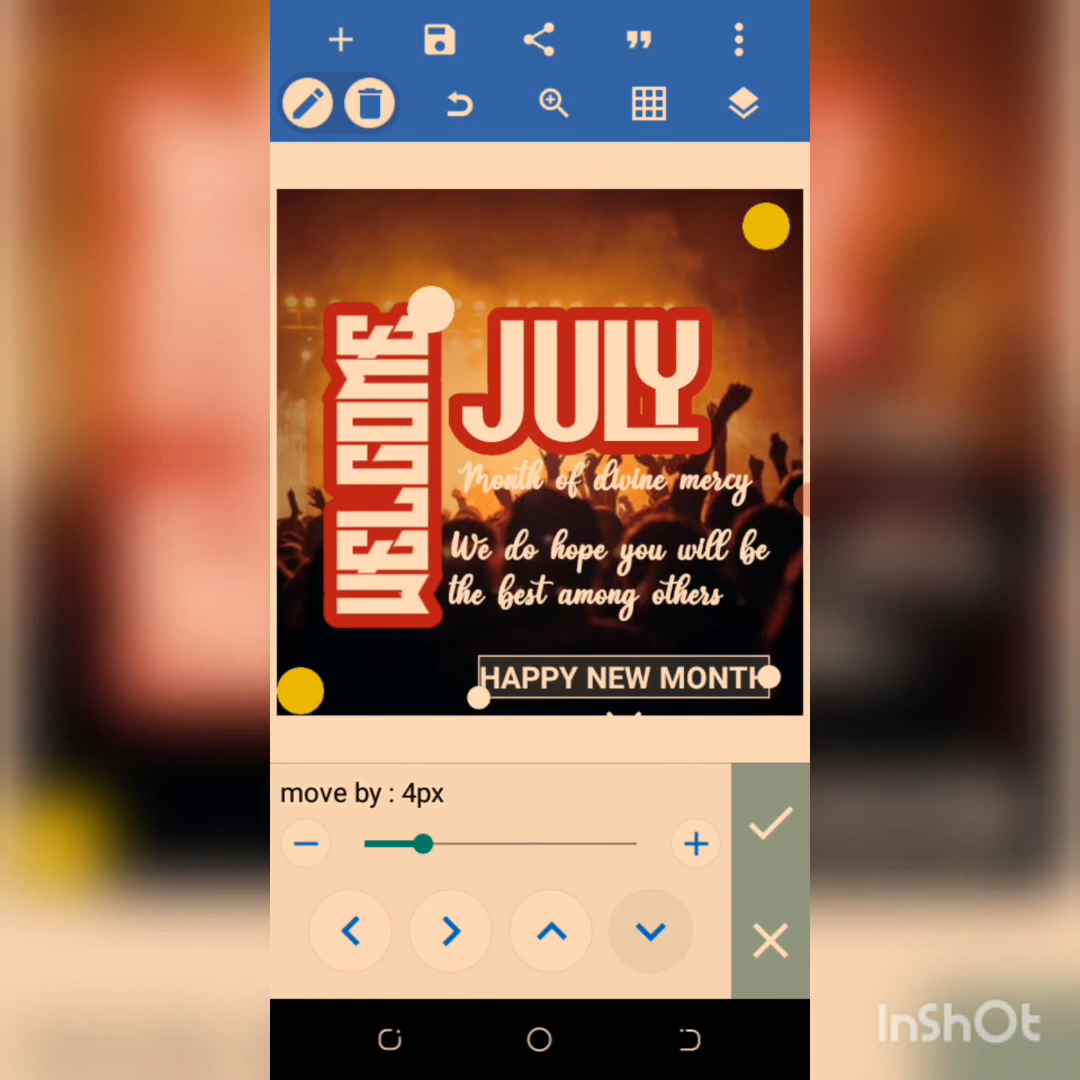 WELCOME
JULY
Month of divine mercy
We do hope you will be
the best among others
HAPPY NEW MONTH
move by : 4px
InShOt